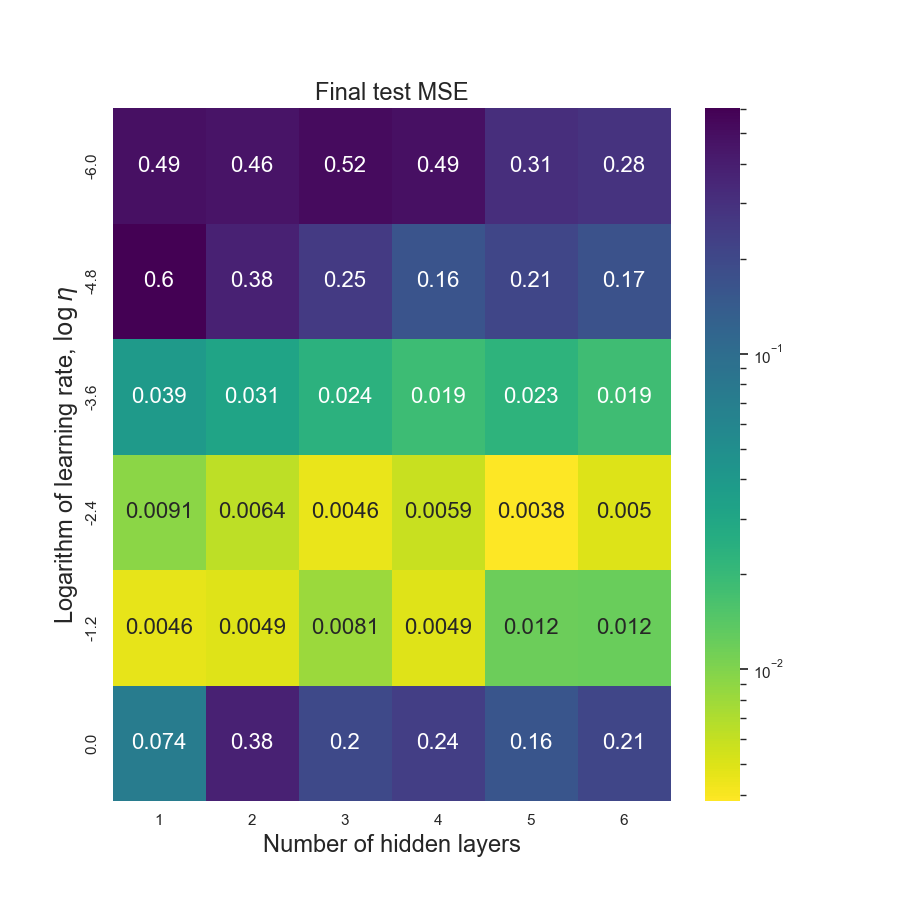 Final test MSE
Logarithm of learning rate, log η
-6.0
0.49 0.46 0.52 0.49 0.31 0.28
-4.8
0.6 0.38 0.25 0.16 0.21 0.17
-3.6
0.039 0.031 0.024 0.019 0.023 0.019
-2.4
0.0091 0.0064 0.0046 0.0059 0.0038 0.005
-1.2
0.0046 0.0049 0.0081 0.0049 0.012 0.012
0.0
0.074 0.38 0.2 0.24 0.16 0.21
1 2 3 4 5 6
Number of hidden layers
10⁻¹
10⁻²